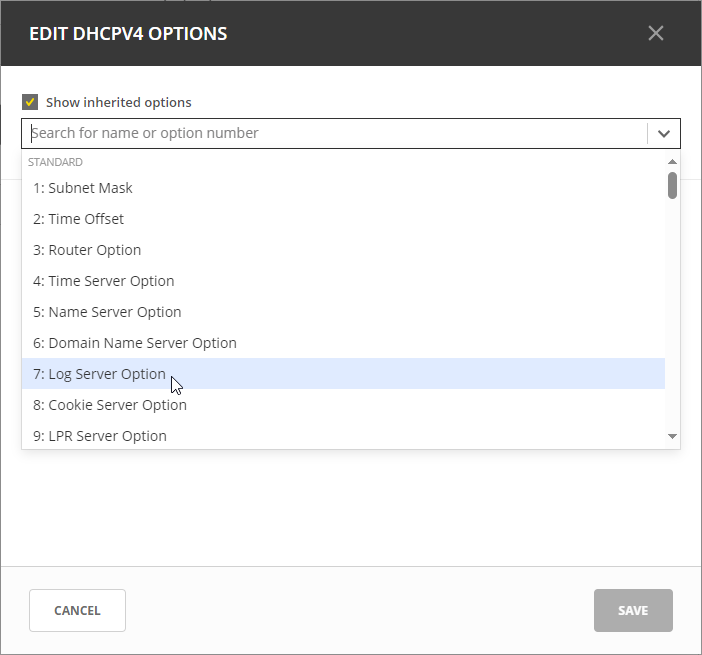 EDIT DHCPV4 OPTIONS
Show inherited options
Search for name or option number
STANDARD
1: Subnet Mask
2: Time Offset
3: Router Option
4: Time Server Option
5: Name Server Option
6: Domain Name Server Option
7: Log Server Option
8: Cookie Server Option
9: LPR Server Option
CANCEL
SAVE